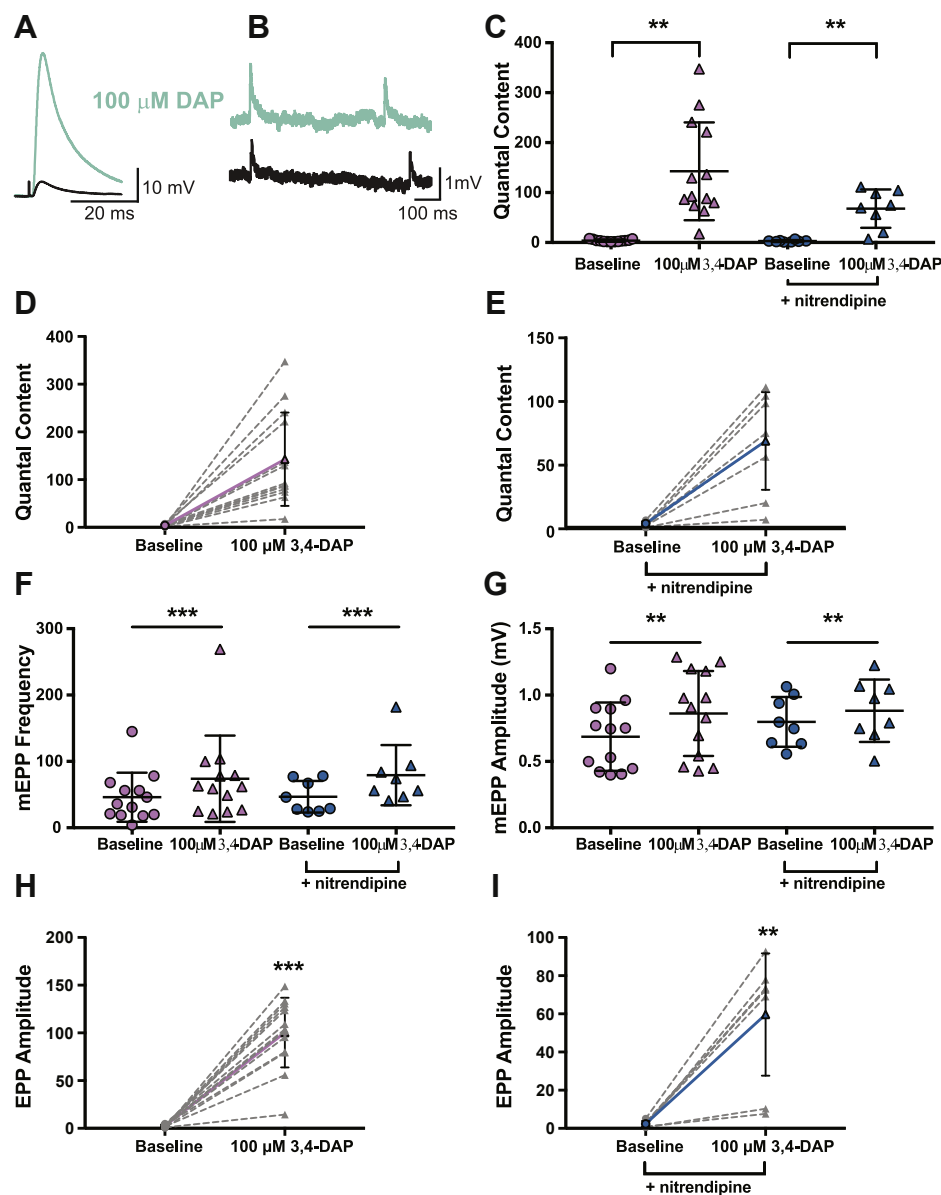 A
B
C
100 μM DAP
10 mV
20 ms
1mV
100 ms
** **
Quantal Content
400
300
200
100
0
Baseline 100μM 3,4-DAP Baseline 100μM 3,4-DAP
+ nitrendipine
D
Quantal Content
400
300
200
100
0
Baseline 100 μM 3,4-DAP
E
Quantal Content
150
100
50
0
Baseline 100 μM 3,4-DAP
+ nitrendipine
F
*** ***
mEPP Frequency
300
200
100
0
Baseline 100μM 3,4-DAP Baseline 100μM 3,4-DAP
+ nitrendipine
G
** **
mEPP Amplitude (mV)
1.5
1.0
0.5
0.0
Baseline 100μM 3,4-DAP Baseline 100μM 3,4-DAP
+ nitrendipine
H
***
EPP Amplitude
200
150
100
50
0
Baseline 100 μM 3,4-DAP
I
**
EPP Amplitude
100
80
60
40
20
0
Baseline 100 μM 3,4-DAP
+ nitrendipine